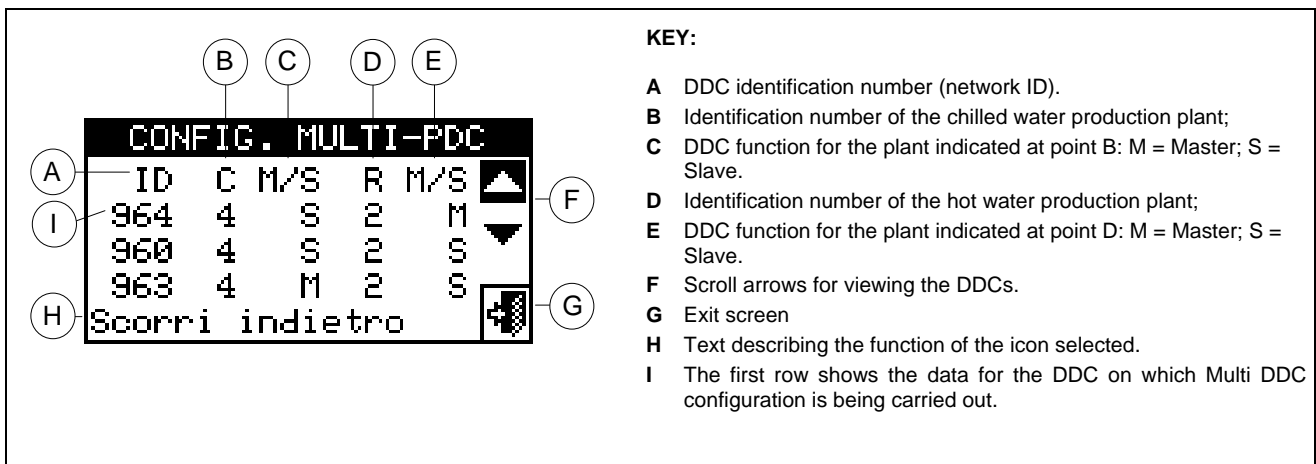 B C D E
CONFIG. MULTI-PDC
A
ID C M/S R M/S
I
964 4 S 2 M
F
960 4 S 2 S
963 4 M 2 S
H
Scorri indietro
G
KEY:
A DDC identification number (network ID).
B Identification number of the chilled water production plant;
C DDC function for the plant indicated at point B: M = Master; S =
Slave.
D Identification number of the hot water production plant;
E DDC function for the plant indicated at point D: M = Master; S =
Slave.
F Scroll arrows for viewing the DDCs.
G Exit screen
H Text describing the function of the icon selected.
I The first row shows the data for the DDC on which Multi DDC
configuration is being carried out.